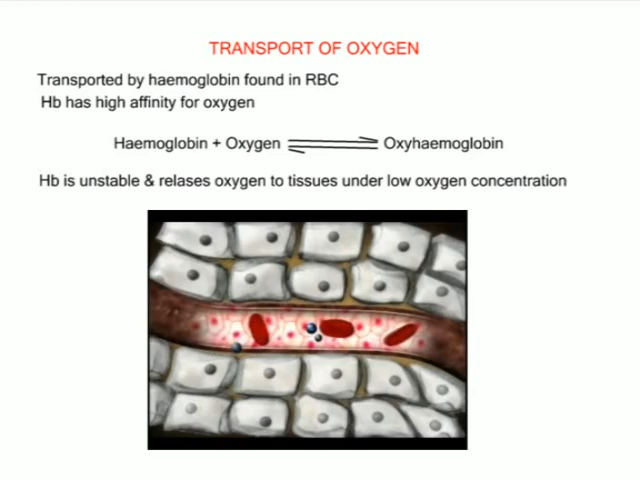 TRANSPORT OF OXYGEN
Transported by haemoglobin found in RBC
Hb has high affinity for oxygen
Haemoglobin + Oxygen ⇌ Oxyhaemoglobin
Hb is unstable & relases oxygen to tissues under low oxygen concentration